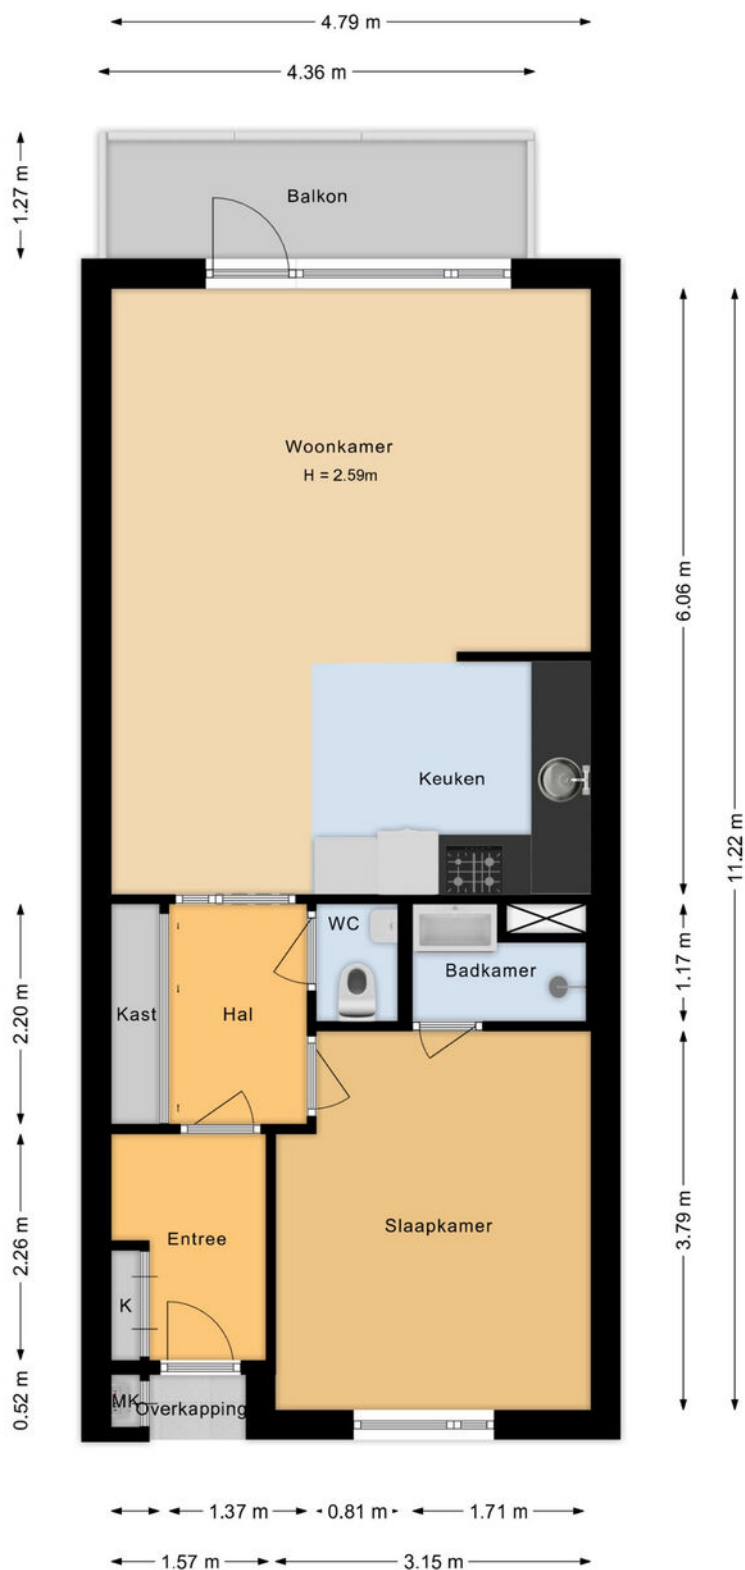 4.79 m
4.36 m
1.27 m
Balkon
Woonkamer
H = 2.59m
6.06 m
11.22 m
Keuken
WC
Badkamer
1.17 m
Kast
Hal
2.20 m
Slaapkamer
3.79 m
Entree
2.26 m
K
MK
Overkapping
0.52 m
1.37 m
0.81 m
1.71 m
1.57 m
3.15 m